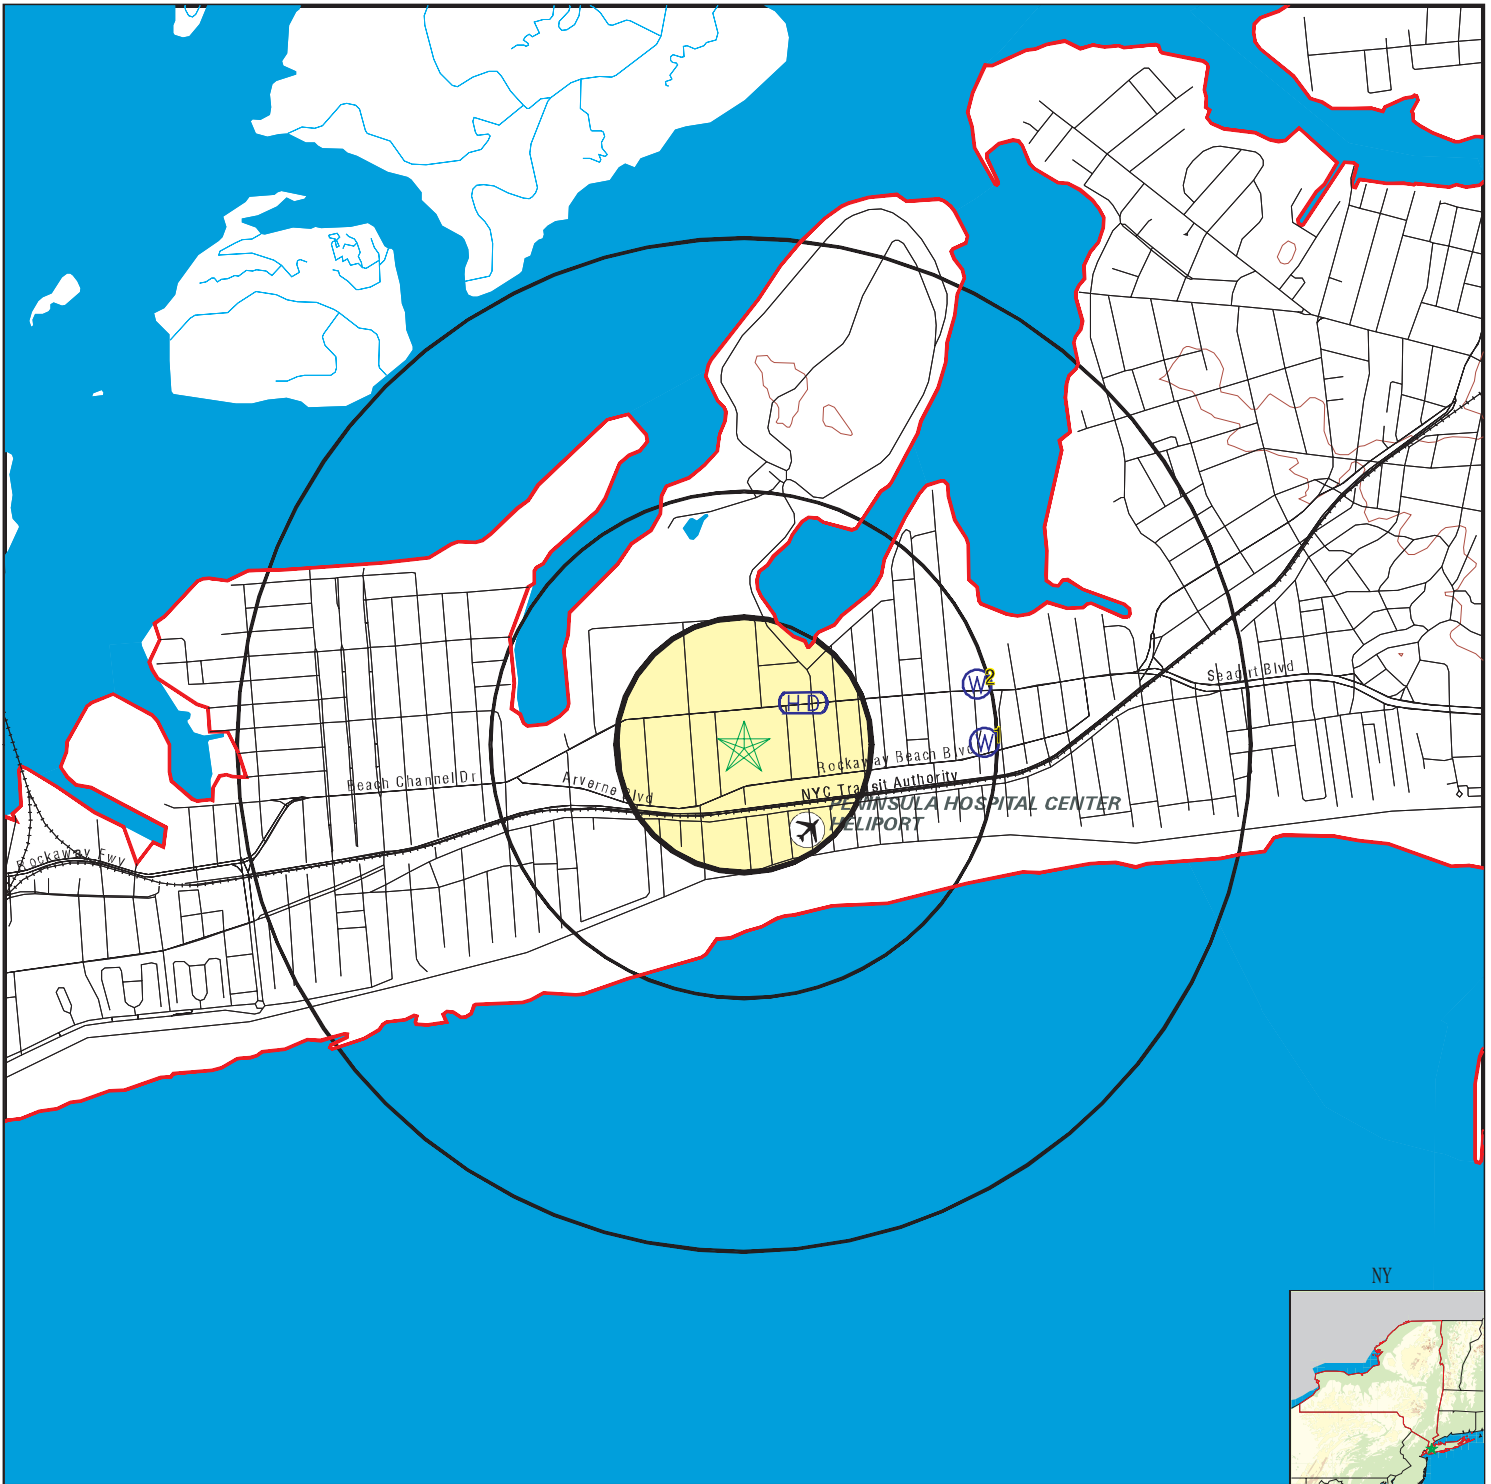 Seagirt Blvd
2
H D
W
W
Rockaway Beach Blvd
Beach Channel Dr
Arverne Blvd
NYC Transit Authority
PENINSULA HOSPITAL CENTER
HELIPORT
Rockaway Fwy
NY